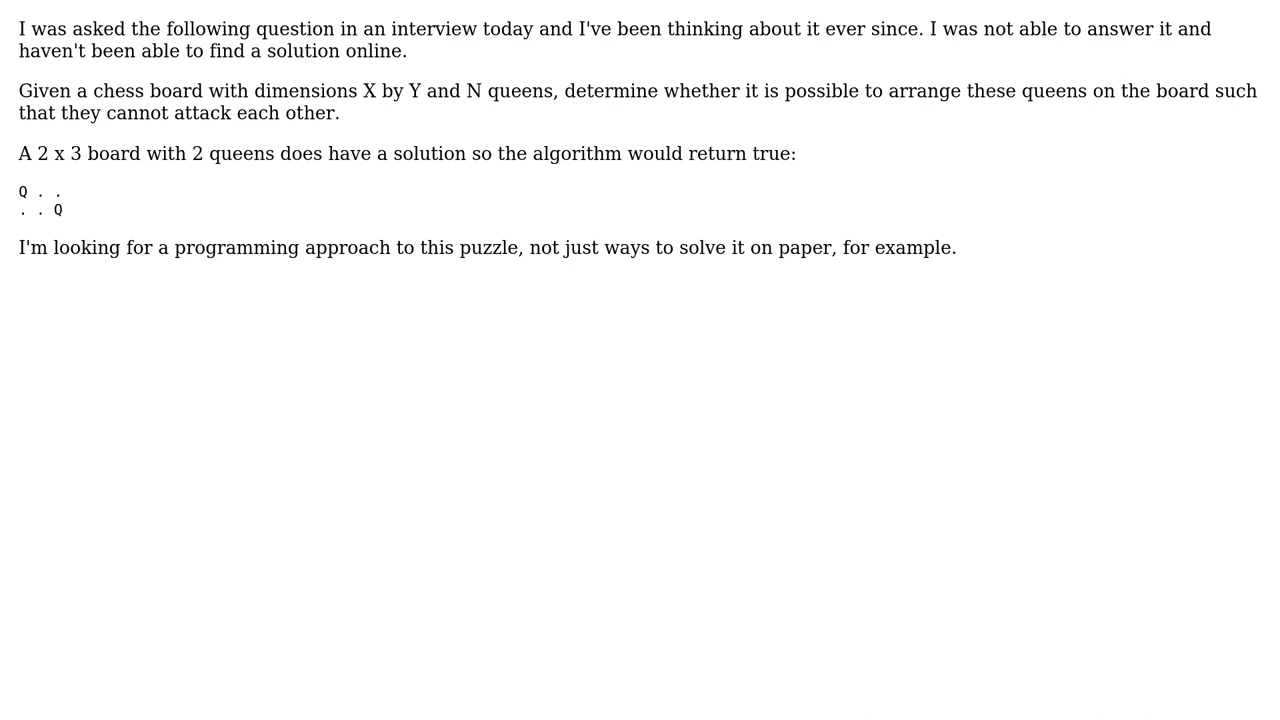 I was asked the following question in an interview today and I've been thinking about it ever since. I was not able to answer it and
haven't been able to find a solution online.
Given a chess board with dimensions X by Y and N queens, determine whether it is possible to arrange these queens on the board such
that they cannot attack each other.
A 2 x 3 board with 2 queens does have a solution so the algorithm would return true:
Q . .
. . Q
I'm looking for a programming approach to this puzzle, not just ways to solve it on paper, for example.